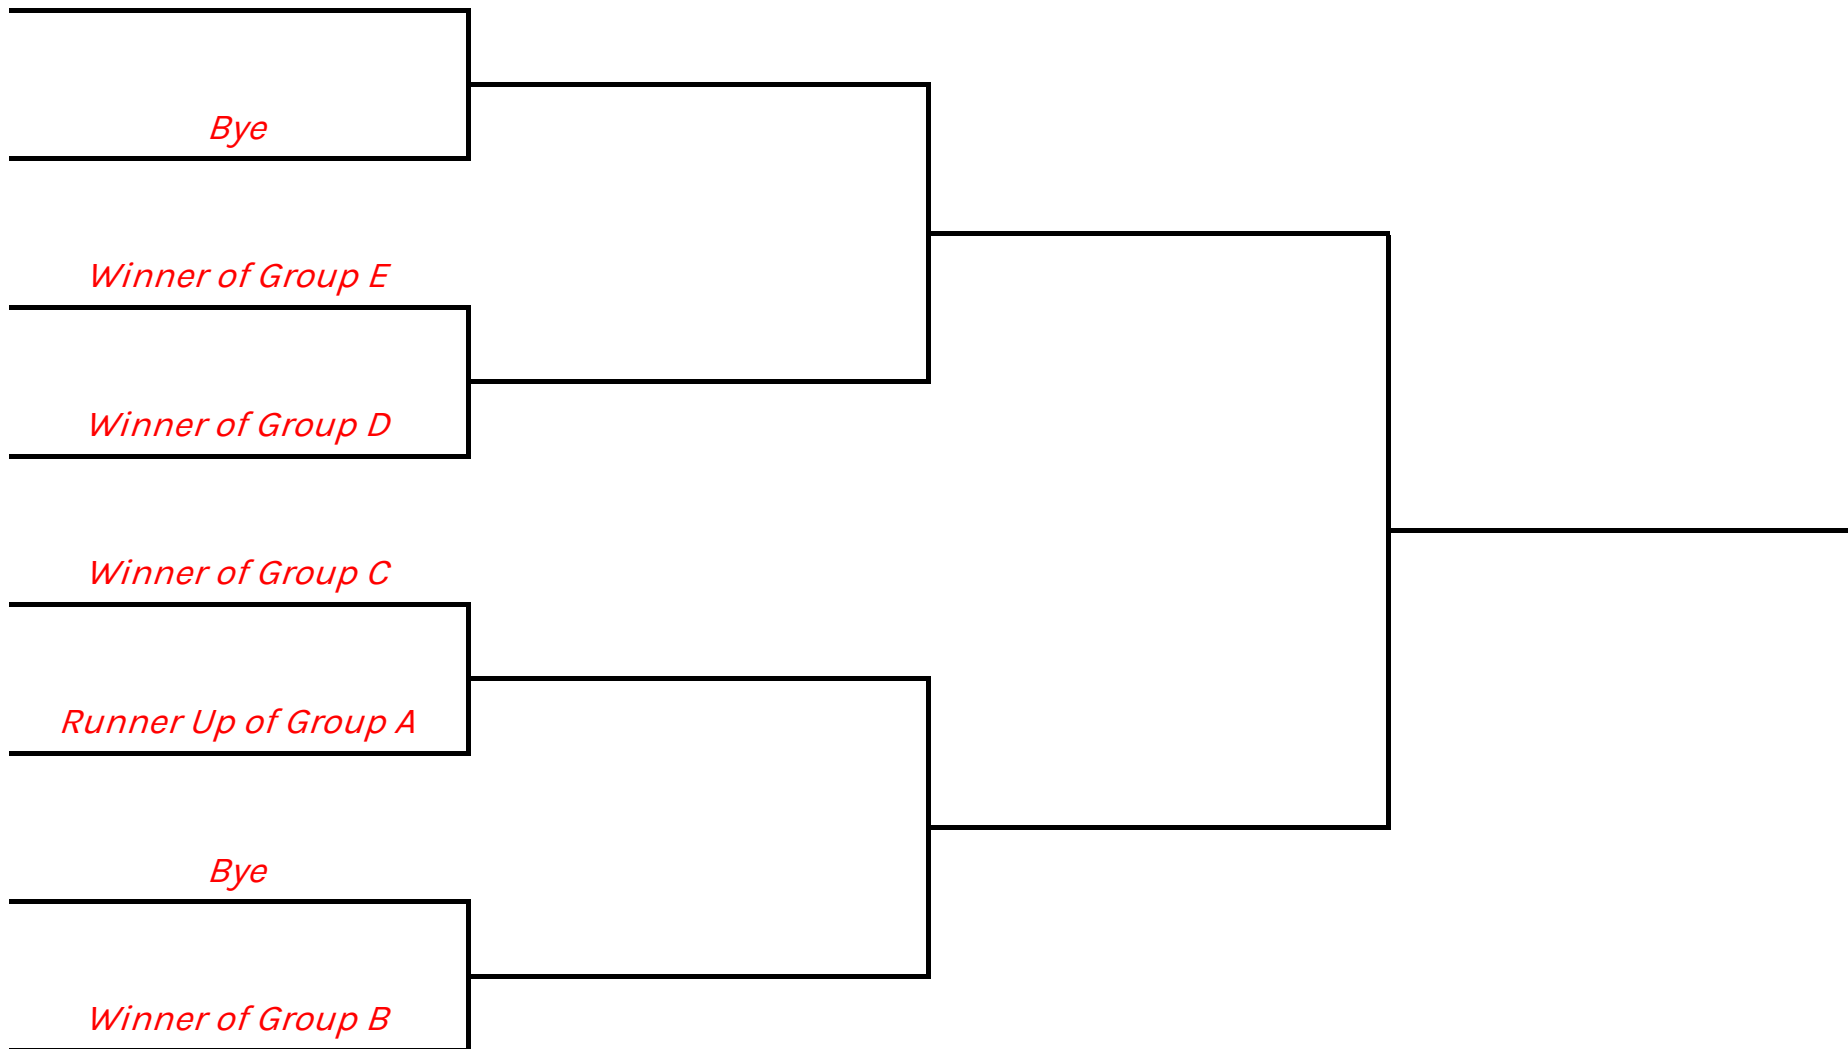 Bye
Winner of Group E
Winner of Group D
Winner of Group C
Runner Up of Group A
Bye
Winner of Group B